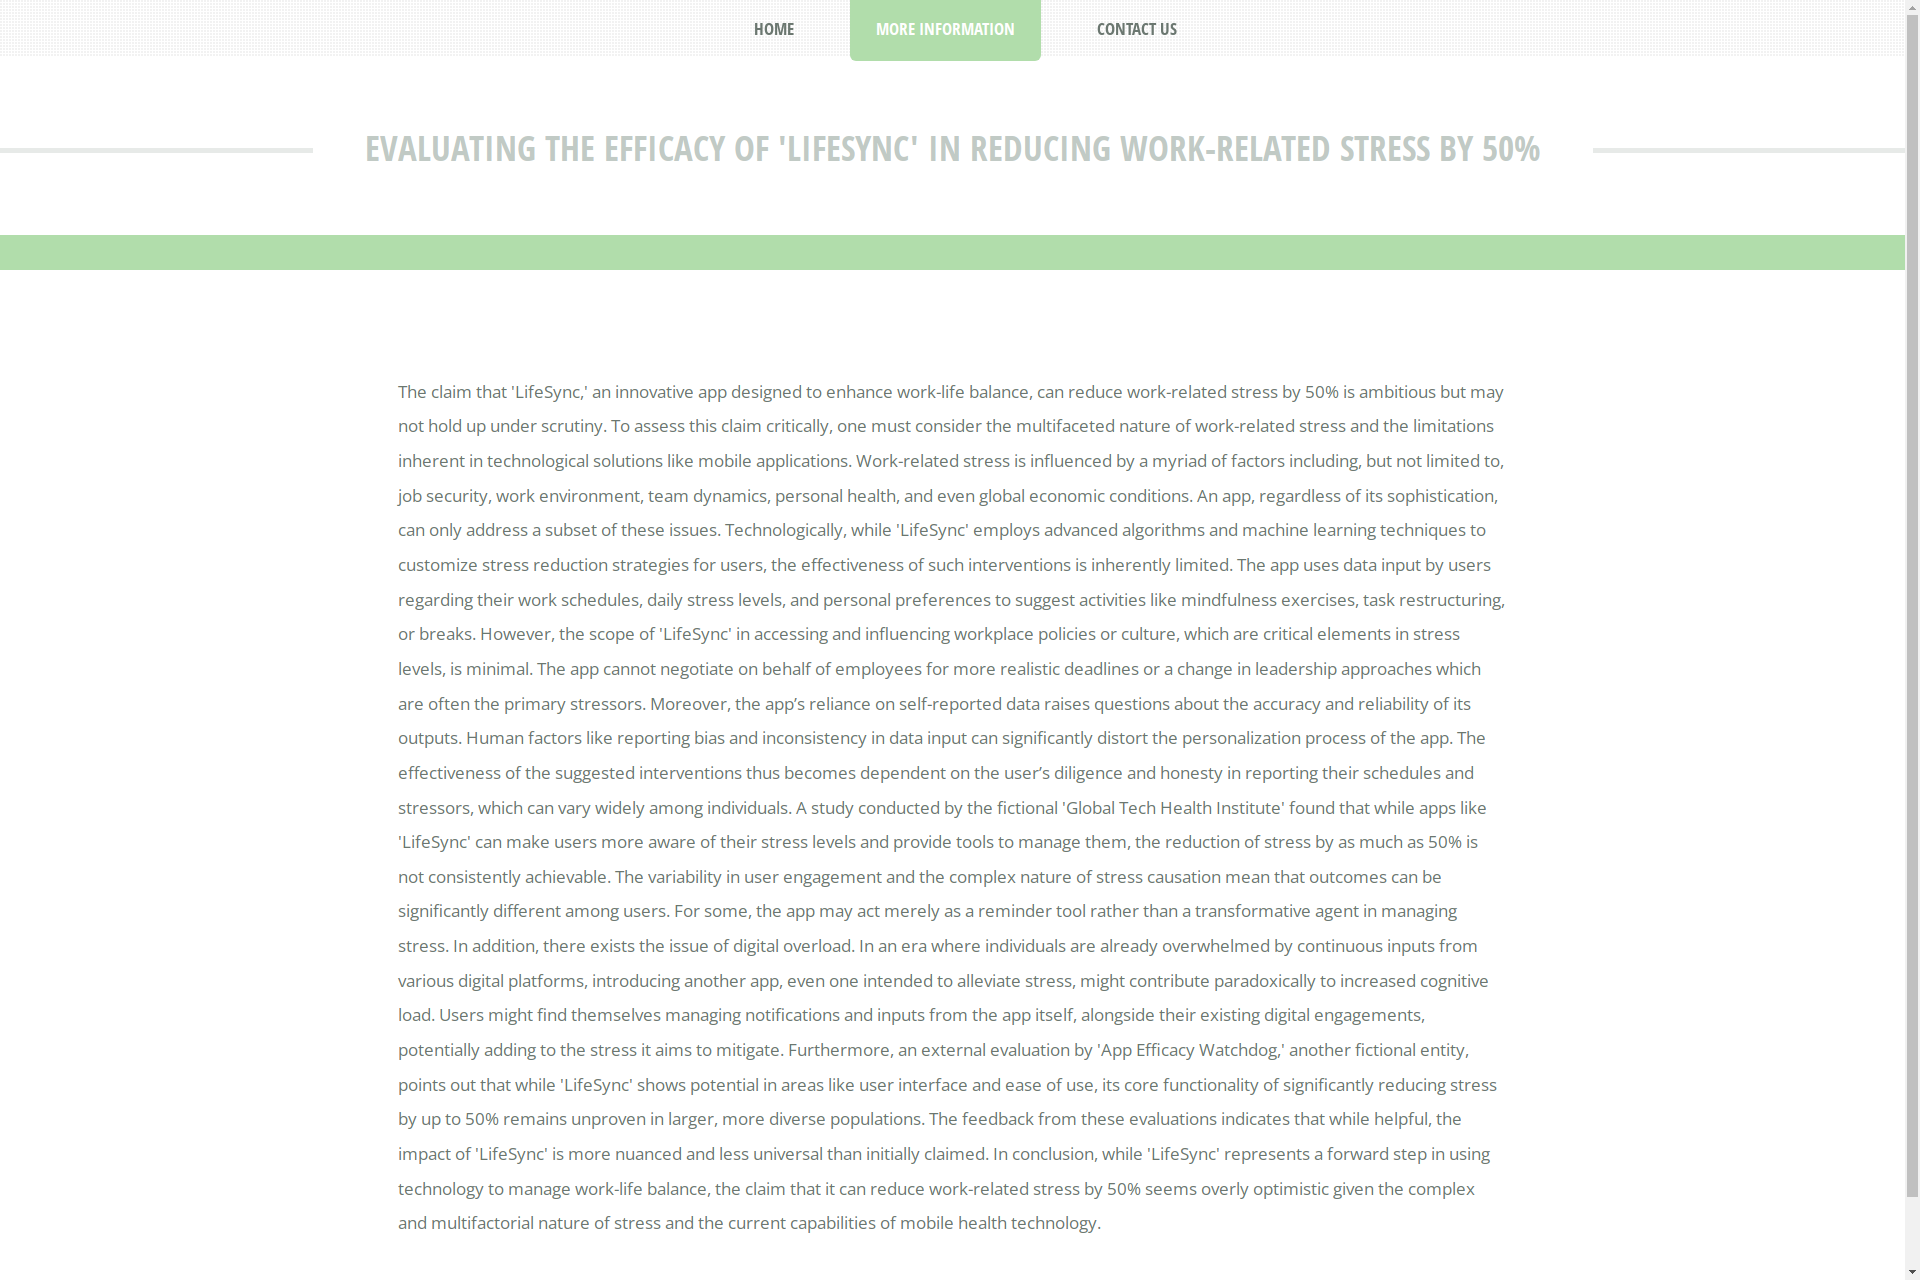 HOME
MORE INFORMATION
CONTACT US
EVALUATING THE EFFICACY OF 'LIFESYNC' IN REDUCING WORK-RELATED STRESS BY 50%
The claim that 'LifeSync,' an innovative app designed to enhance work-life balance, can reduce work-related stress by 50% is ambitious but may
not hold up under scrutiny. To assess this claim critically, one must consider the multifaceted nature of work-related stress and the limitations
inherent in technological solutions like mobile applications. Work-related stress is influenced by a myriad of factors including, but not limited to,
job security, work environment, team dynamics, personal health, and even global economic conditions. An app, regardless of its sophistication,
can only address a subset of these issues. Technologically, while 'LifeSync' employs advanced algorithms and machine learning techniques to
customize stress reduction strategies for users, the effectiveness of such interventions is inherently limited. The app uses data input by users
regarding their work schedules, daily stress levels, and personal preferences to suggest activities like mindfulness exercises, task restructuring,
or breaks. However, the scope of 'LifeSync' in accessing and influencing workplace policies or culture, which are critical elements in stress
levels, is minimal. The app cannot negotiate on behalf of employees for more realistic deadlines or a change in leadership approaches which
are often the primary stressors. Moreover, the app’s reliance on self-reported data raises questions about the accuracy and reliability of its
outputs. Human factors like reporting bias and inconsistency in data input can significantly distort the personalization process of the app. The
effectiveness of the suggested interventions thus becomes dependent on the user’s diligence and honesty in reporting their schedules and
stressors, which can vary widely among individuals. A study conducted by the fictional 'Global Tech Health Institute' found that while apps like
'LifeSync' can make users more aware of their stress levels and provide tools to manage them, the reduction of stress by as much as 50% is
not consistently achievable. The variability in user engagement and the complex nature of stress causation mean that outcomes can be
significantly different among users. For some, the app may act merely as a reminder tool rather than a transformative agent in managing
stress. In addition, there exists the issue of digital overload. In an era where individuals are already overwhelmed by continuous inputs from
various digital platforms, introducing another app, even one intended to alleviate stress, might contribute paradoxically to increased cognitive
load. Users might find themselves managing notifications and inputs from the app itself, alongside their existing digital engagements,
potentially adding to the stress it aims to mitigate. Furthermore, an external evaluation by 'App Efficacy Watchdog,' another fictional entity,
points out that while 'LifeSync' shows potential in areas like user interface and ease of use, its core functionality of significantly reducing stress
by up to 50% remains unproven in larger, more diverse populations. The feedback from these evaluations indicates that while helpful, the
impact of 'LifeSync' is more nuanced and less universal than initially claimed. In conclusion, while 'LifeSync' represents a forward step in using
technology to manage work-life balance, the claim that it can reduce work-related stress by 50% seems overly optimistic given the complex
and multifactorial nature of stress and the current capabilities of mobile health technology.